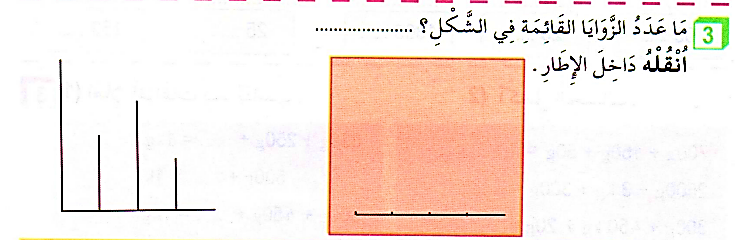 3 مَا عَدَدُ الزَّوَايَا القَائِمَةِ فِي الشَّكْلِ؟ ....................
اُنْقُلْهُ دَاخِلَ الإِطَارِ .